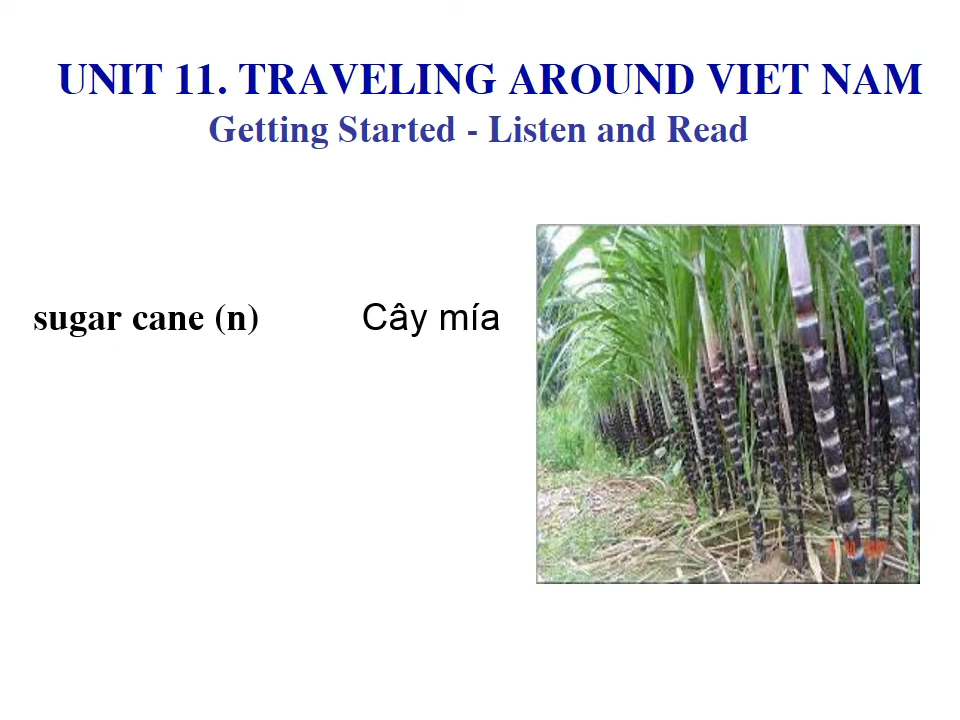 UNIT 11. TRAVELING AROUND VIET NAM
Getting Started - Listen and Read
sugar cane (n) Cây mía